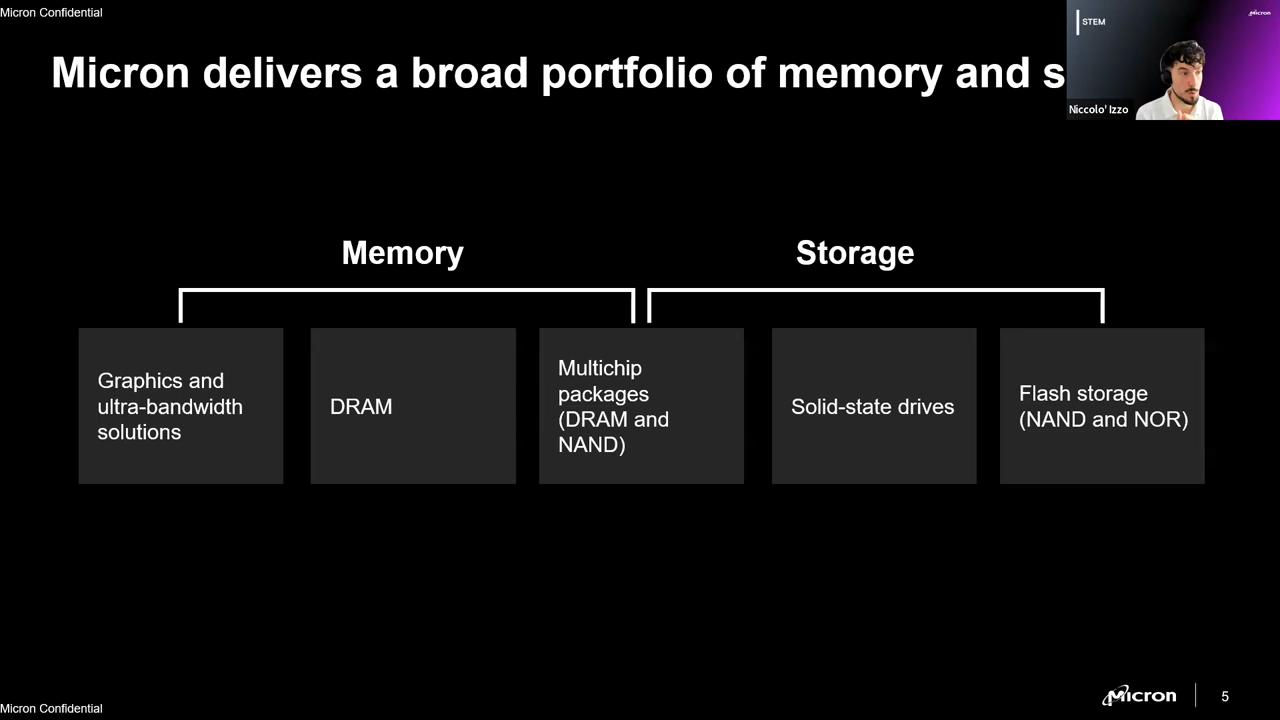 Micron Confidential
Micron
STEM
Micron delivers a broad portfolio of memory and s
Niccolo' Izzo
Memory
Storage
Graphics and
ultra-bandwidth
solutions
DRAM
Multichip
packages
(DRAM and
NAND)
Solid-state drives
Flash storage
(NAND and NOR)
Micron Confidential
Micron
5